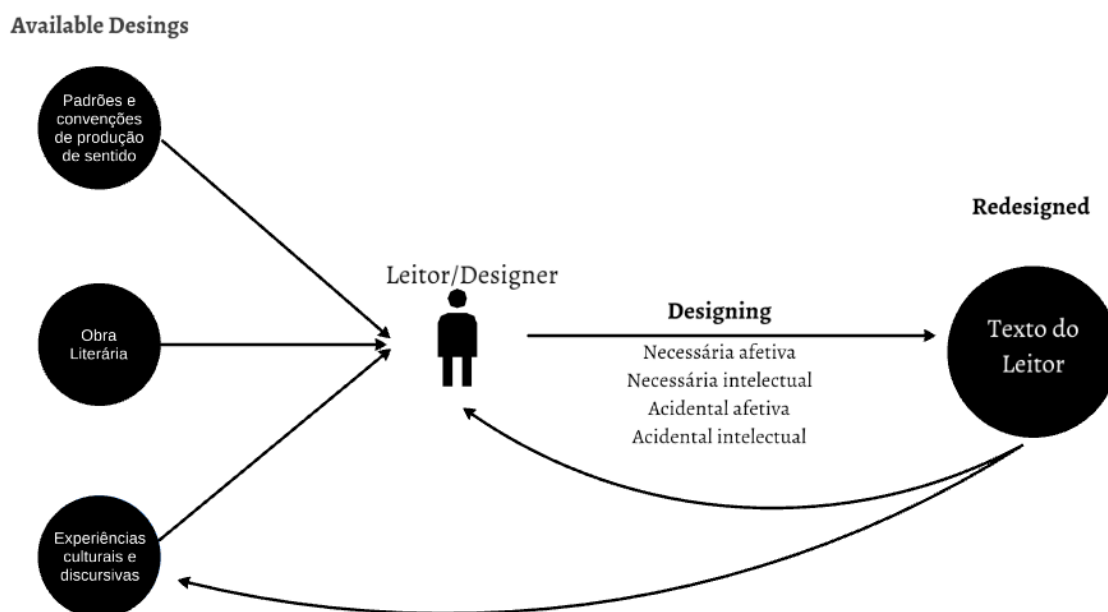 Available Desings
Padrões e
convenções
de produção
de sentido
Obra
Literária
Experiências
culturais e
discursivas
Leitor/Designer
Designing
Necessária afetiva
Necessária intelectual
Acidental afetiva
Acidental intelectual
Redesigned
Texto do
Leitor